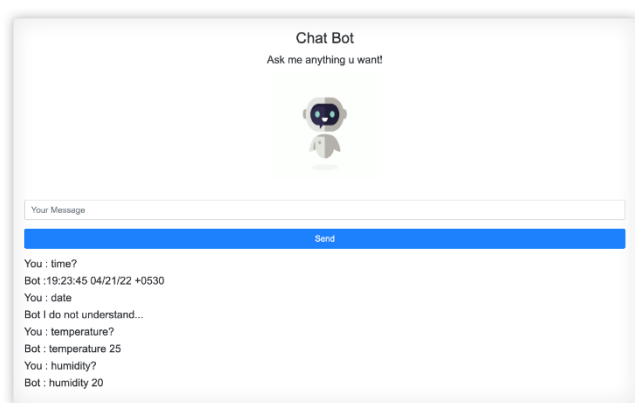 Chat Bot
Ask me anything u want!
Your Message
Send
You : time?
Bot :19:23:45 04/21/22 +0530
You : date
Bot I do not understand...
You : temperature?
Bot : temperature 25
You : humidity?
Bot : humidity 20